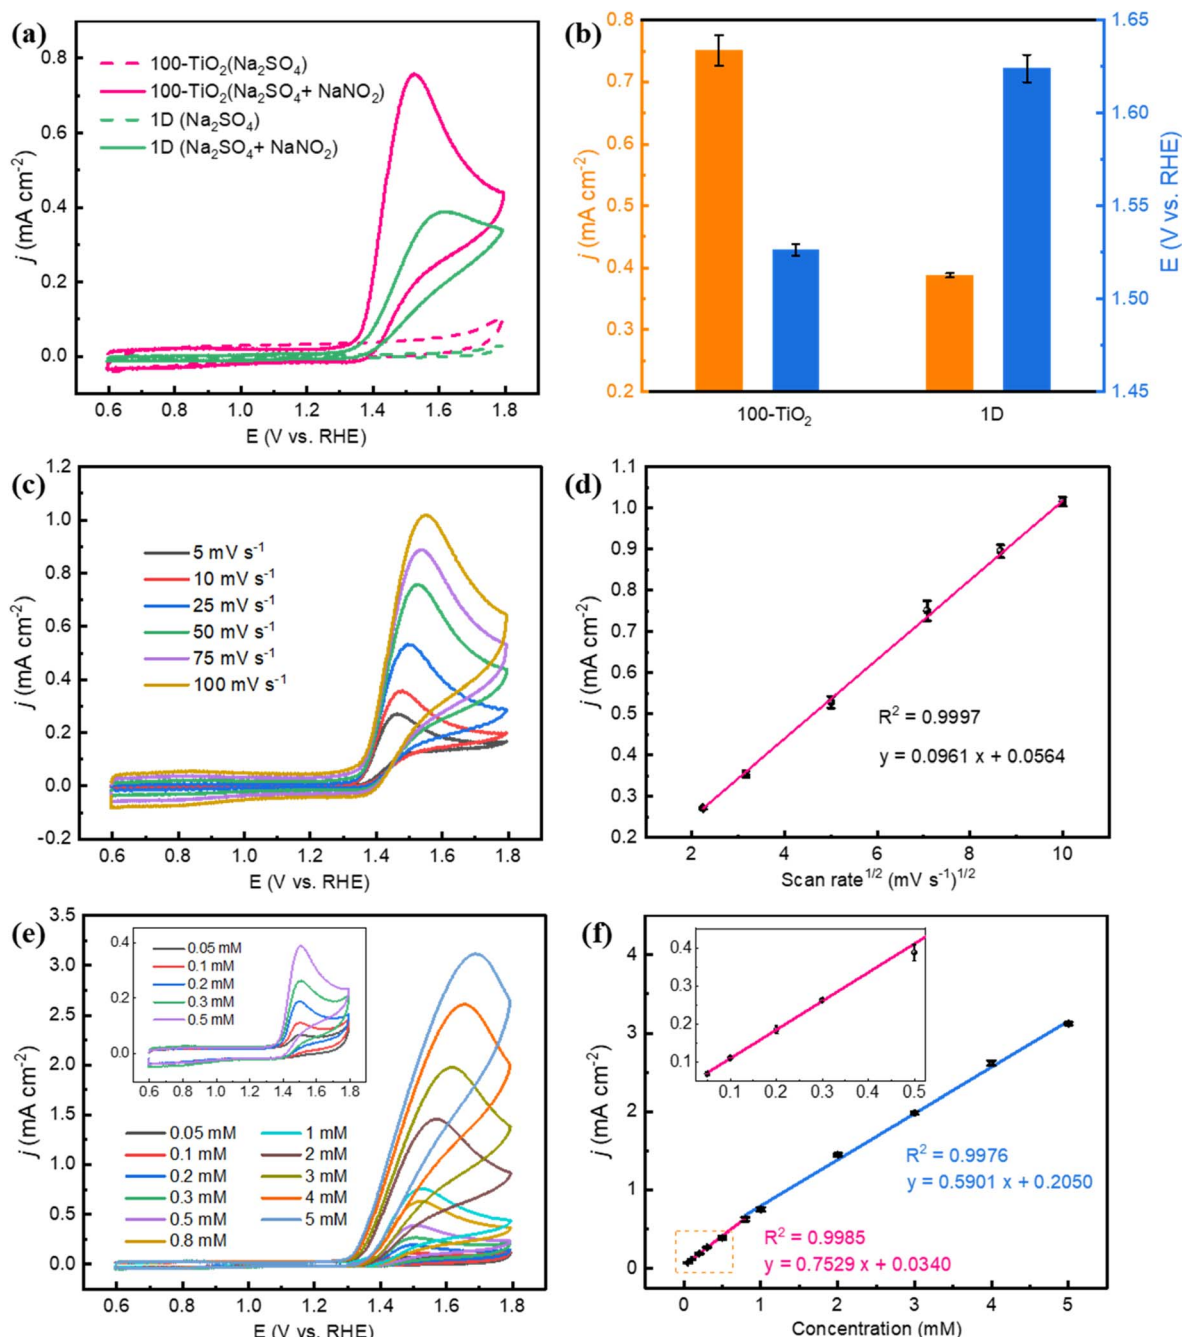 (a)
0.8
0.6
0.4
0.2
0.0
j (mA cm⁻²)
100-TiO₂(Na₂SO₄)
100-TiO₂(Na₂SO₄+ NaNO₂)
1D (Na₂SO₄)
1D (Na₂SO₄+ NaNO₂)
0.6 0.8 1.0 1.2 1.4 1.6 1.8
E (V vs. RHE)
(b)
0.8
0.7
0.6
0.5
0.4
0.3
0.2
j (mA cm⁻²)
1.65
1.60
1.55
1.50
1.45
E (V vs. RHE)
100-TiO₂ 1D
(c)
1.2
1.0
0.8
0.6
0.4
0.2
0.0
-0.2
j (mA cm⁻²)
5 mV s⁻¹
10 mV s⁻¹
25 mV s⁻¹
50 mV s⁻¹
75 mV s⁻¹
100 mV s⁻¹
0.6 0.8 1.0 1.2 1.4 1.6 1.8
E (V vs. RHE)
(d)
1.1
1.0
0.9
0.8
0.7
0.6
0.5
0.4
0.3
0.2
j (mA cm⁻²)
R² = 0.9997
y = 0.0961 x + 0.0564
2 4 6 8 10
Scan rate^1/2 (mV s⁻¹)^1/2
(e)
3.5
3.0
2.5
2.0
1.5
1.0
0.5
0.0
j (mA cm⁻²)
0.4
0.2
0.0
0.05 mM
0.1 mM
0.2 mM
0.3 mM
0.5 mM
0.6 0.8 1.0 1.2 1.4 1.6 1.8
0.05 mM 1 mM
0.1 mM 2 mM
0.2 mM 3 mM
0.3 mM 4 mM
0.5 mM 5 mM
0.8 mM
0.6 0.8 1.0 1.2 1.4 1.6 1.8
E (V vs. RHE)
(f)
4
3
2
1
0
j (mA cm⁻²)
0.4
0.3
0.2
0.1
0.1 0.2 0.3 0.4 0.5
R² = 0.9976
y = 0.5901 x + 0.2050
R² = 0.9985
y = 0.7529 x + 0.0340
0 1 2 3 4 5
Concentration (mM)